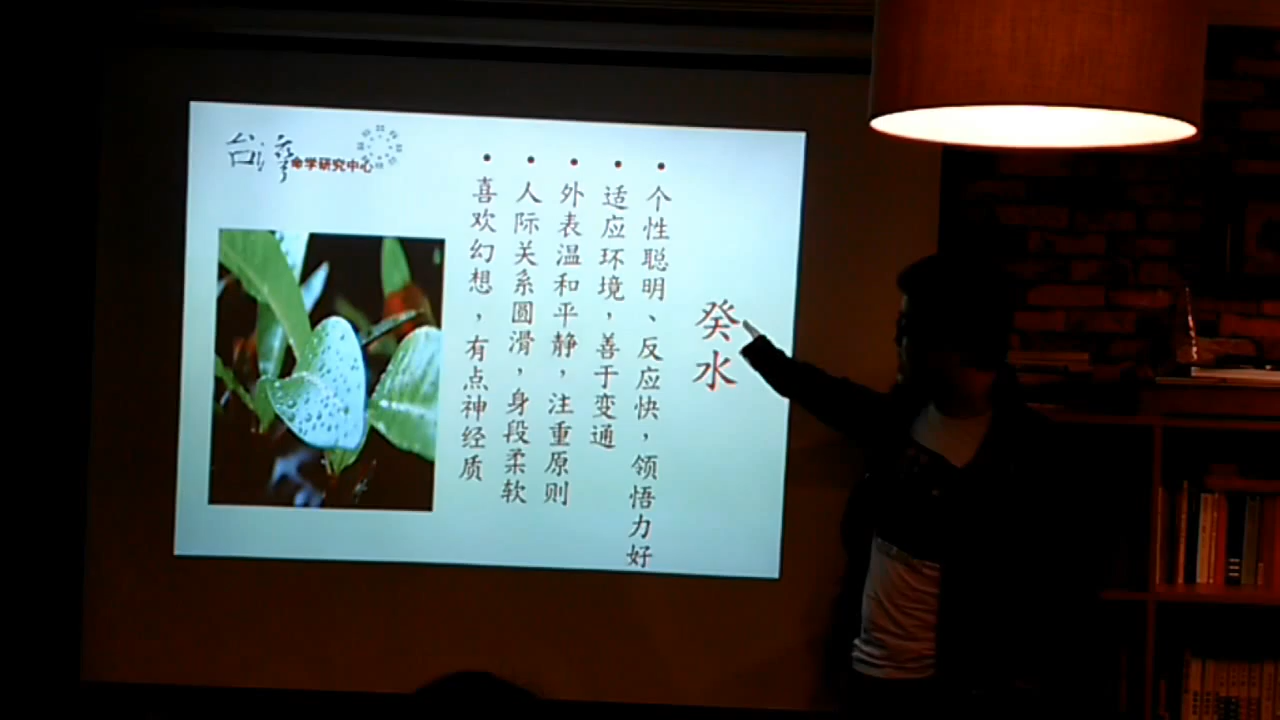 台湾
命学研究中心
癸水
个性聪明、反应快，领悟力好
适应环境，善于变通
外表温和平静，注重原则
人际关系圆滑，身段柔软
喜欢幻想，有点神经质